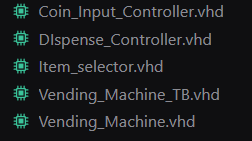 Coin_Input_Controller.vhd
DIspense_Controller.vhd
Item_selector.vhd
Vending_Machine_TB.vhd
Vending_Machine.vhd